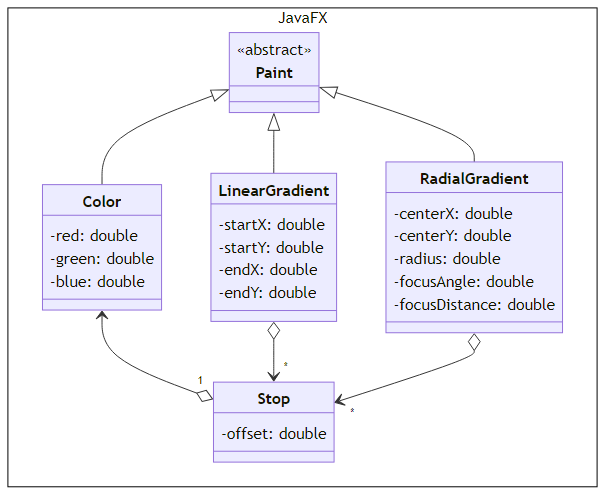 JavaFX
«abstract»
Paint
Color
-red: double
-green: double
-blue: double
LinearGradient
-startX: double
-startY: double
-endX: double
-endY: double
RadialGradient
-centerX: double
-centerY: double
-radius: double
-focusAngle: double
-focusDistance: double
1
*
*
Stop
-offset: double